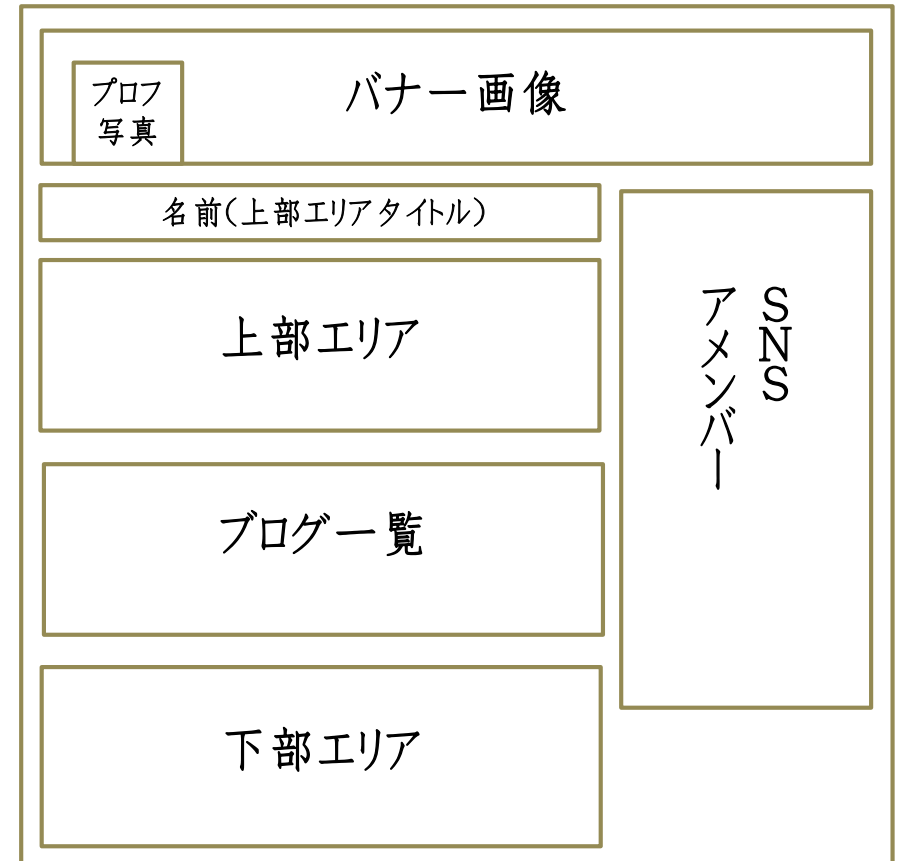 プロフ
写真
バナー画像
名前(上部エリアタイトル)
上部エリア
SNS
アメンバー
ブログ一覧
下部エリア